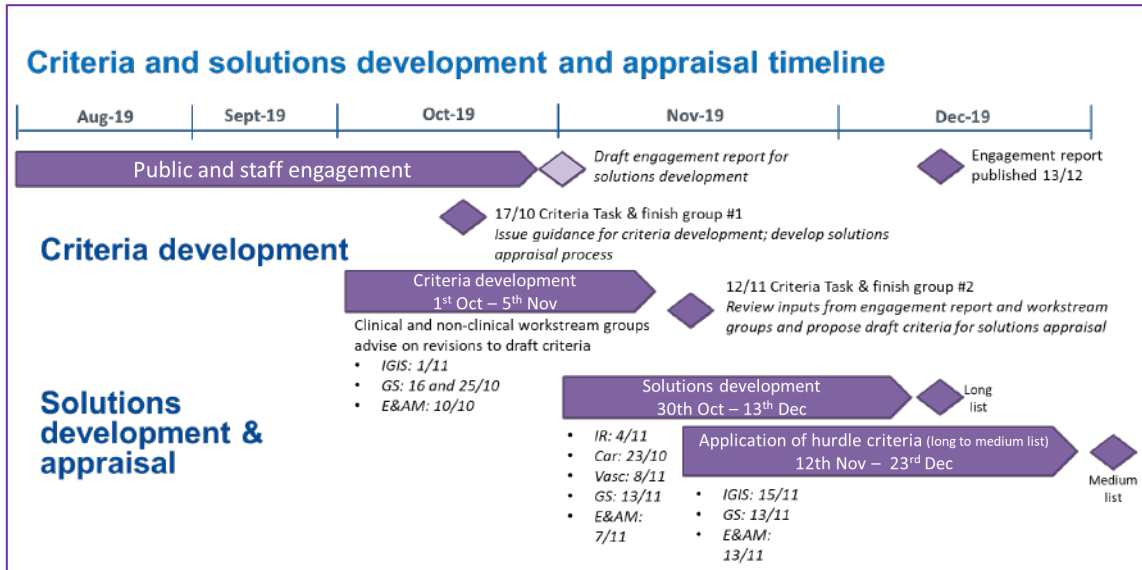 Criteria and solutions development and appraisal timeline
Aug-19
Sept-19
Oct-19
Nov-19
Dec-19
Public and staff engagement
Draft engagement report for
solutions development
Engagement report
published 13/12
17/10 Criteria Task & finish group #1
Issue guidance for criteria development; develop solutions
appraisal process
Criteria development
Criteria development
1st Oct – 5th Nov
12/11 Criteria Task & finish group #2
Review inputs from engagement report and workstream
groups and propose draft criteria for solutions appraisal
Clinical and non-clinical workstream groups
advise on revisions to draft criteria
• IGIS: 1/11
• GS: 16 and 25/10
• E&AM: 10/10
Solutions
development &
appraisal
Solutions development
30th Oct – 13th Dec
Long
list
• IR: 4/11
• Car: 23/10
• Vasc: 8/11
• GS: 13/11
• E&AM:
7/11
Application of hurdle criteria (long to medium list)
12th Nov – 23rd Dec
Medium
list
• IGIS: 15/11
• GS: 13/11
• E&AM:
13/11